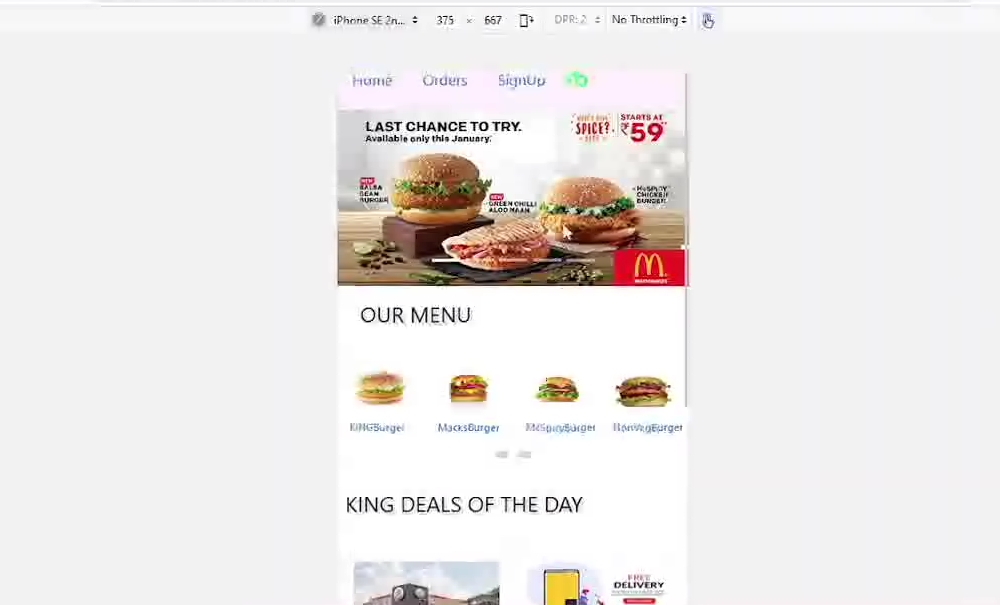 iPhone SE 2n... 375 × 667 DPR: 2 No Throttling
Home Orders SignUp
LAST CHANCE TO TRY.
Available only this January.
SPICE?
STARTS AT
₹59
NEW
SALSA
BEAN
BURGER
NEW
GREEN CHILLI
ALOO NAAN
McSPICY
CHICKEN
BURGER
OUR MENU
KINGBurger MacksBurger McSpicyBurger NonVegBurger
KING DEALS OF THE DAY
FREE
DELIVERY